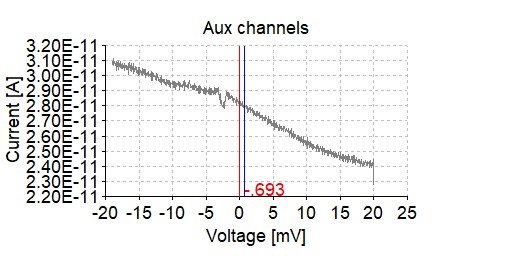 Aux channels
3.20E-11
3.10E-11
3.00E-11
2.90E-11
2.80E-11
2.70E-11
2.60E-11
2.50E-11
2.40E-11
2.30E-11
2.20E-11
Current [A]
-.693
-20 -15 -10 -5 0 5 10 15 20 25
Voltage [mV]